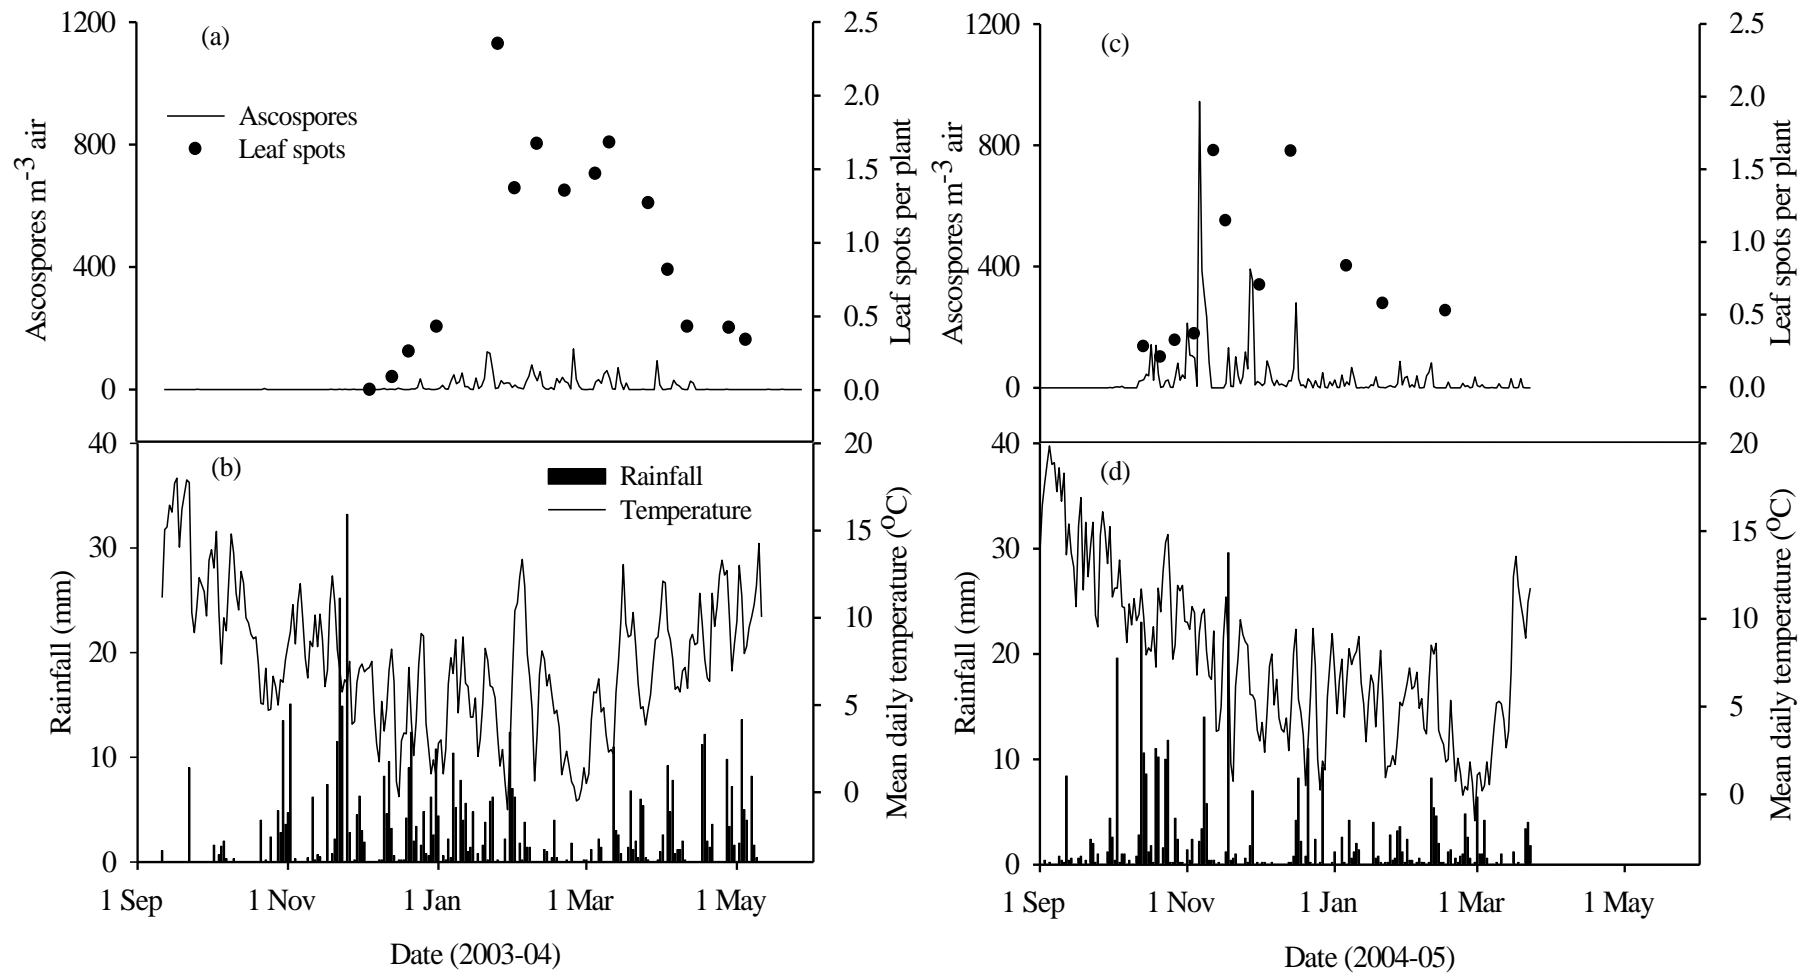 1200
800
400
0
Ascospores m-3 air
(a)
Ascospores
Leaf spots
2.5
2.0
1.5
1.0
0.5
0.0
Leaf spots per plant
1200
800
400
0
Ascospores m-3 air
(c)
2.5
2.0
1.5
1.0
0.5
0.0
Leaf spots per plant
40
30
20
10
0
Rainfall (mm)
(b)
Rainfall
Temperature
20
15
10
5
0
Mean daily temperature (oC)
1 Sep 1 Nov 1 Jan 1 Mar 1 May
Date (2003-04)
40
30
20
10
0
Rainfall (mm)
(d)
20
15
10
5
0
Mean daily temperature (oC)
1 Sep 1 Nov 1 Jan 1 Mar 1 May
Date (2004-05)